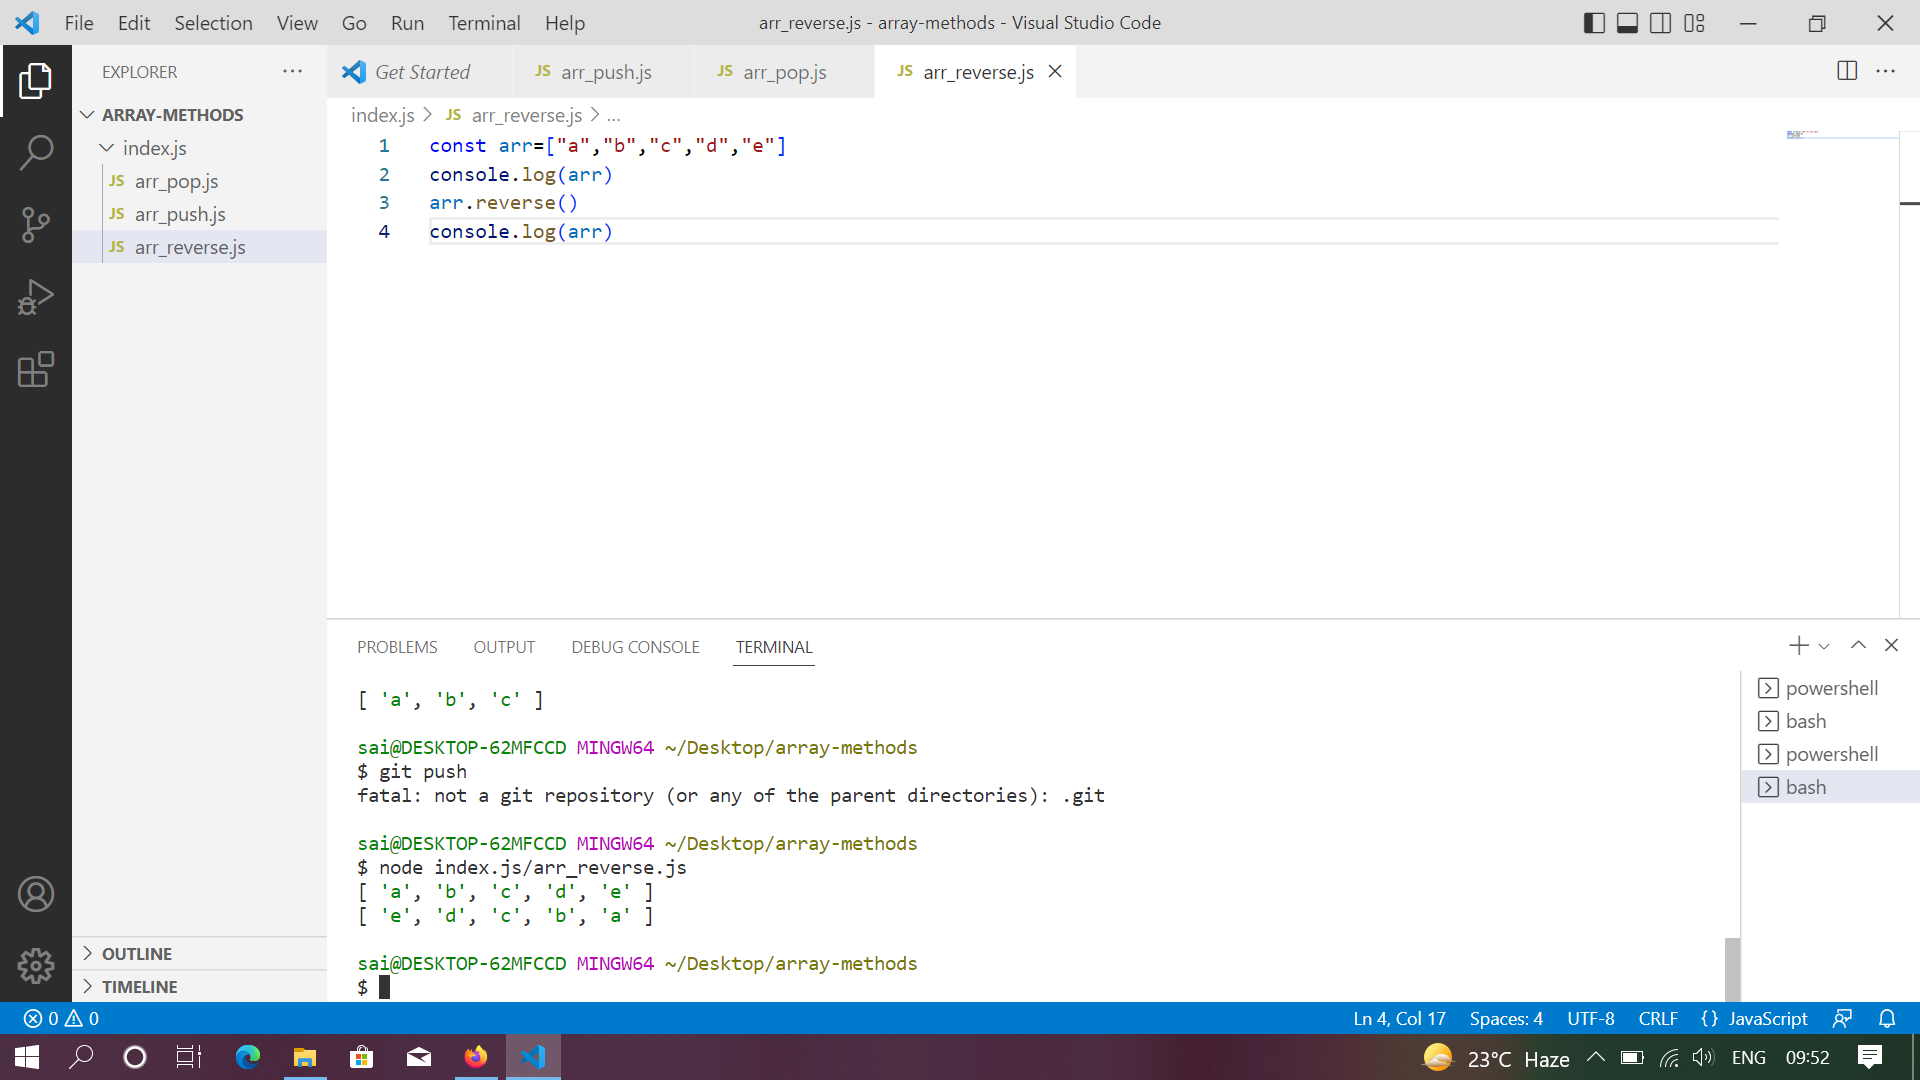 File Edit Selection View Go Run Terminal Help arr_reverse.js - array-methods - Visual Studio Code
EXPLORER ...
Get Started JS arr_push.js JS arr_pop.js JS arr_reverse.js
ARRAY-METHODS
index.js
JS arr_pop.js
JS arr_push.js
JS arr_reverse.js
OUTLINE
TIMELINE
index.js > JS arr_reverse.js > ...
1 const arr=["a","b","c","d","e"]
2 console.log(arr)
3 arr.reverse()
4 console.log(arr)
PROBLEMS OUTPUT DEBUG CONSOLE TERMINAL
[ 'a', 'b', 'c' ]
sai@DESKTOP-62MFCCD MINGW64 ~/Desktop/array-methods
$ git push
fatal: not a git repository (or any of the parent directories): .git
sai@DESKTOP-62MFCCD MINGW64 ~/Desktop/array-methods
$ node index.js/arr_reverse.js
[ 'a', 'b', 'c', 'd', 'e' ]
[ 'e', 'd', 'c', 'b', 'a' ]
sai@DESKTOP-62MFCCD MINGW64 ~/Desktop/array-methods
$
powershell
bash
powershell
bash
0 0 Ln 4, Col 17 Spaces: 4 UTF-8 CRLF {} JavaScript
23°C Haze ENG 09:52